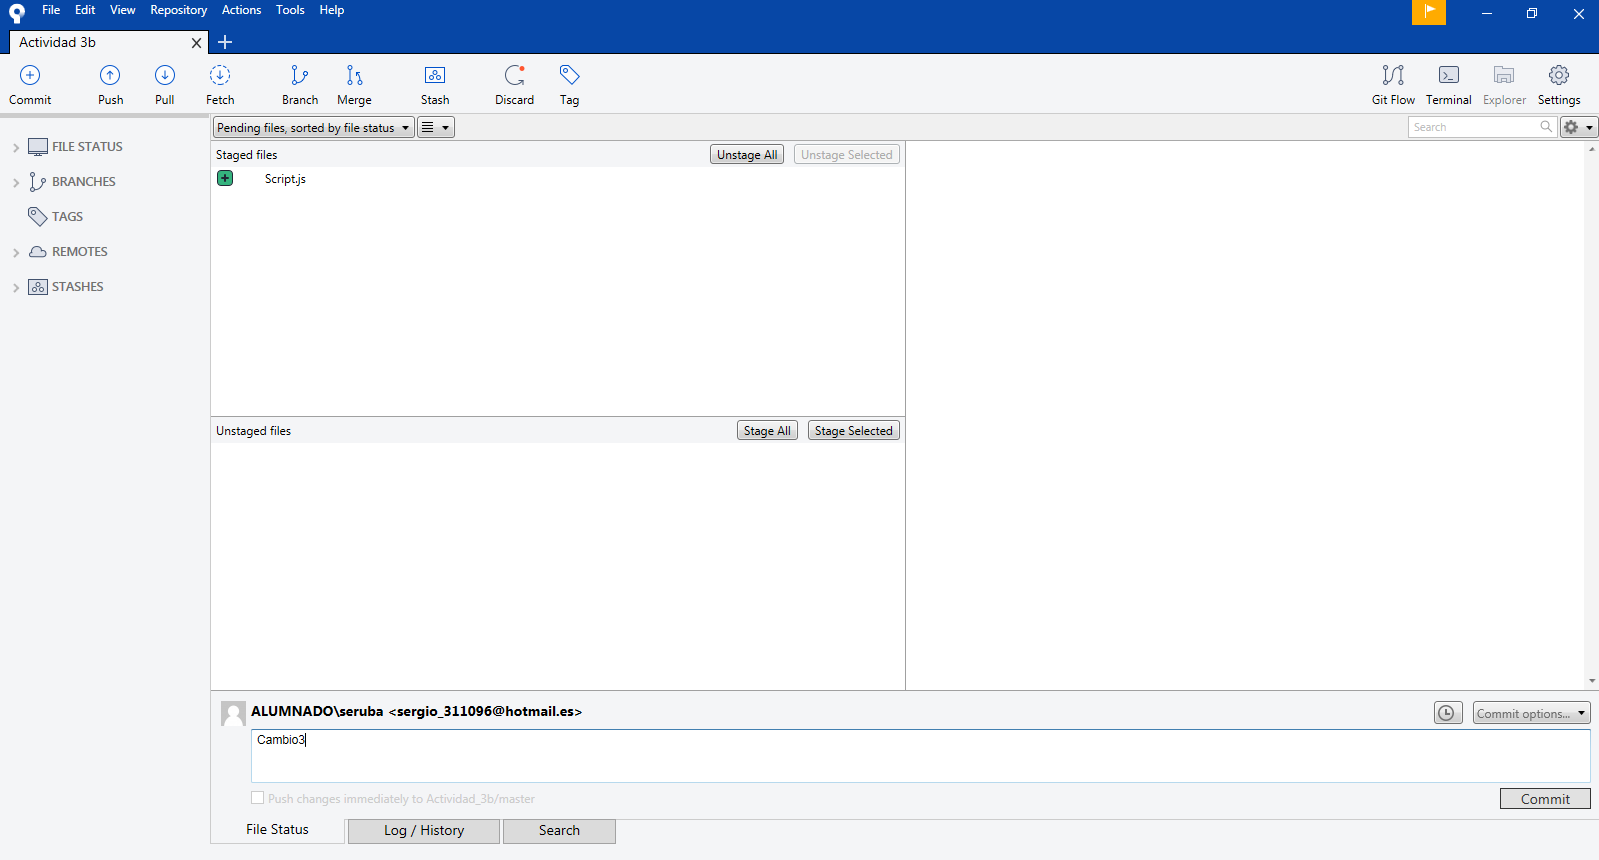 File Edit View Repository Actions Tools Help
Actividad 3b
Commit Push Pull Fetch Branch Merge Stash Discard Tag Git Flow Terminal Explorer Settings
Pending files, sorted by file status
Search
FILE STATUS
BRANCHES
TAGS
REMOTES
STASHES
Staged files Unstage All Unstage Selected
Script.js
Unstaged files Stage All Stage Selected
ALUMNADO\seruba <sergio_311096@hotmail.es>
Commit options...
Cambio3
Push changes immediately to Actividad_3b/master
Commit
File Status Log / History Search